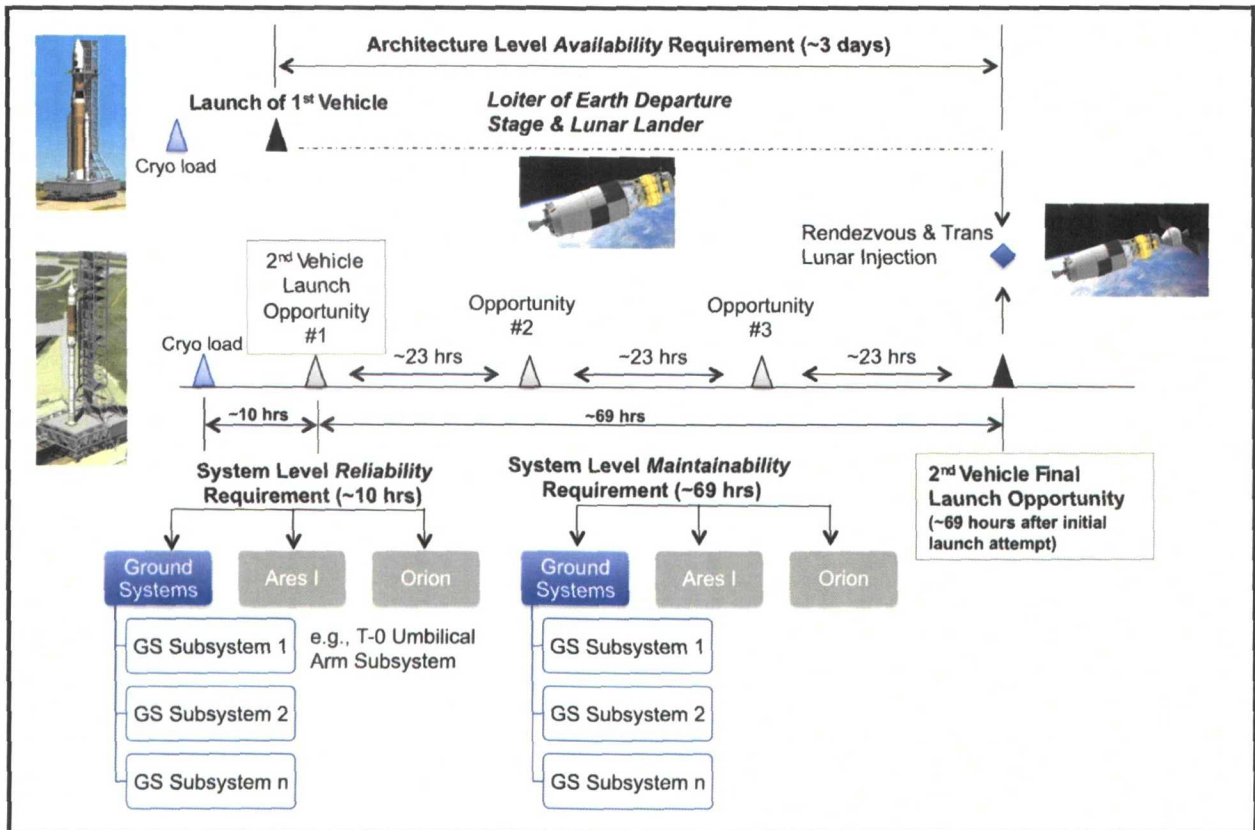 Architecture Level Availability Requirement (~3 days)
Launch of 1st Vehicle
Loiter of Earth Departure
Stage & Lunar Lander
Cryo load
Rendezvous & Trans
Lunar Injection
2nd Vehicle
Launch
Opportunity
#1
Opportunity
#2
Opportunity
#3
Cryo load
~23 hrs
~23 hrs
~23 hrs
~10 hrs
~69 hrs
System Level Reliability
Requirement (~10 hrs)
System Level Maintainability
Requirement (~69 hrs)
2nd Vehicle Final
Launch Opportunity
(~69 hours after initial
launch attempt)
Ground
Systems
Ares I
Orion
Ground
Systems
Ares I
Orion
GS Subsystem 1
GS Subsystem 2
GS Subsystem n
e.g., T-0 Umbilical
Arm Subsystem
GS Subsystem 1
GS Subsystem 2
GS Subsystem n